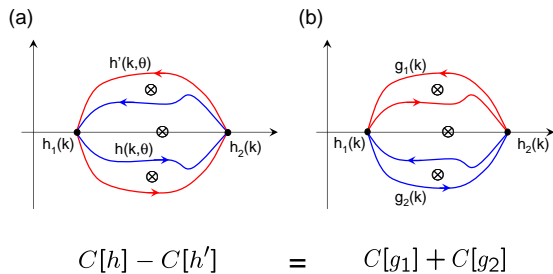 (a)
(b)
h'(k,θ)
g₁(k)
h₁(k)
h(k,θ)
h₂(k)
h₁(k)
h₂(k)
g₂(k)
C[h] − C[h′] = C[g₁] + C[g₂]